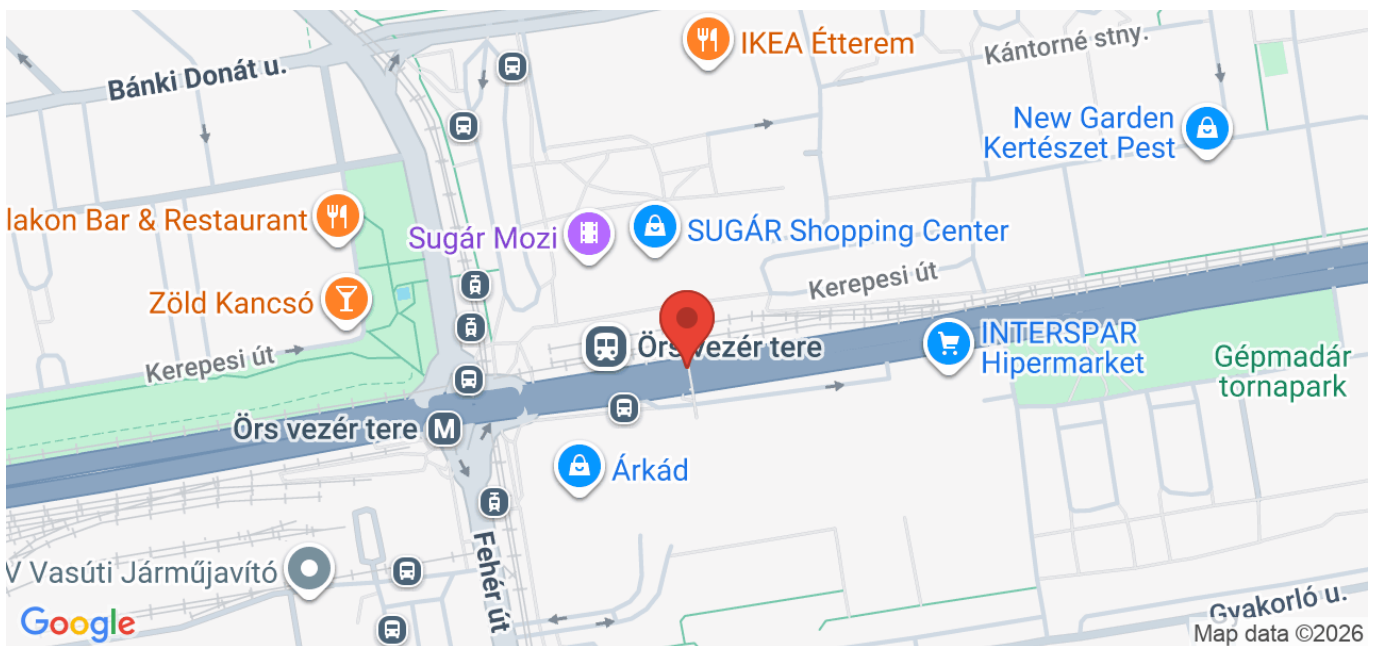 IKEA Étterem
Kántorné stny.
Bánki Donát u.
New Garden
Kertészet Pest
lakon Bar & Restaurant
Sugár Mozi
SUGÁR Shopping Center
Kerepesi út
Zöld Kancsó
Örs vezér tere
INTERSPAR
Hipermarket
Kerepesi út
Gépmadár
tornapark
Örs vezér tere M
Árkád
Fehér út
V Vasúti Járműjavító
Gyakorló u.
Google
Map data ©2026